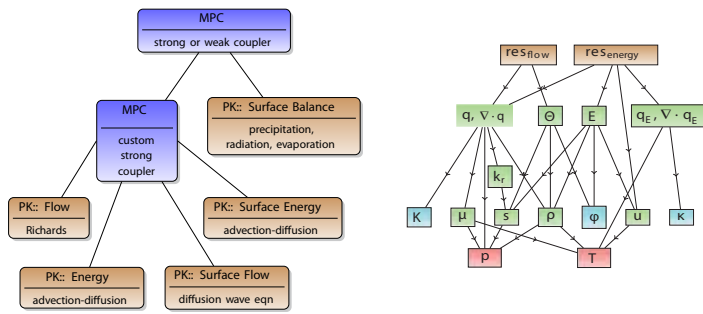 MPC
strong or weak coupler
MPC
custom
strong
coupler
PK:: Surface Balance
precipitation,
radiation, evaporation
PK:: Flow
Richards
PK:: Surface Energy
advection-diffusion
PK:: Energy
advection-diffusion
PK:: Surface Flow
diffusion wave eqn
res_flow res_energy
q, ∇·q Θ E q_E, ∇·q_E
k_r
K μ s ρ φ u κ
p T